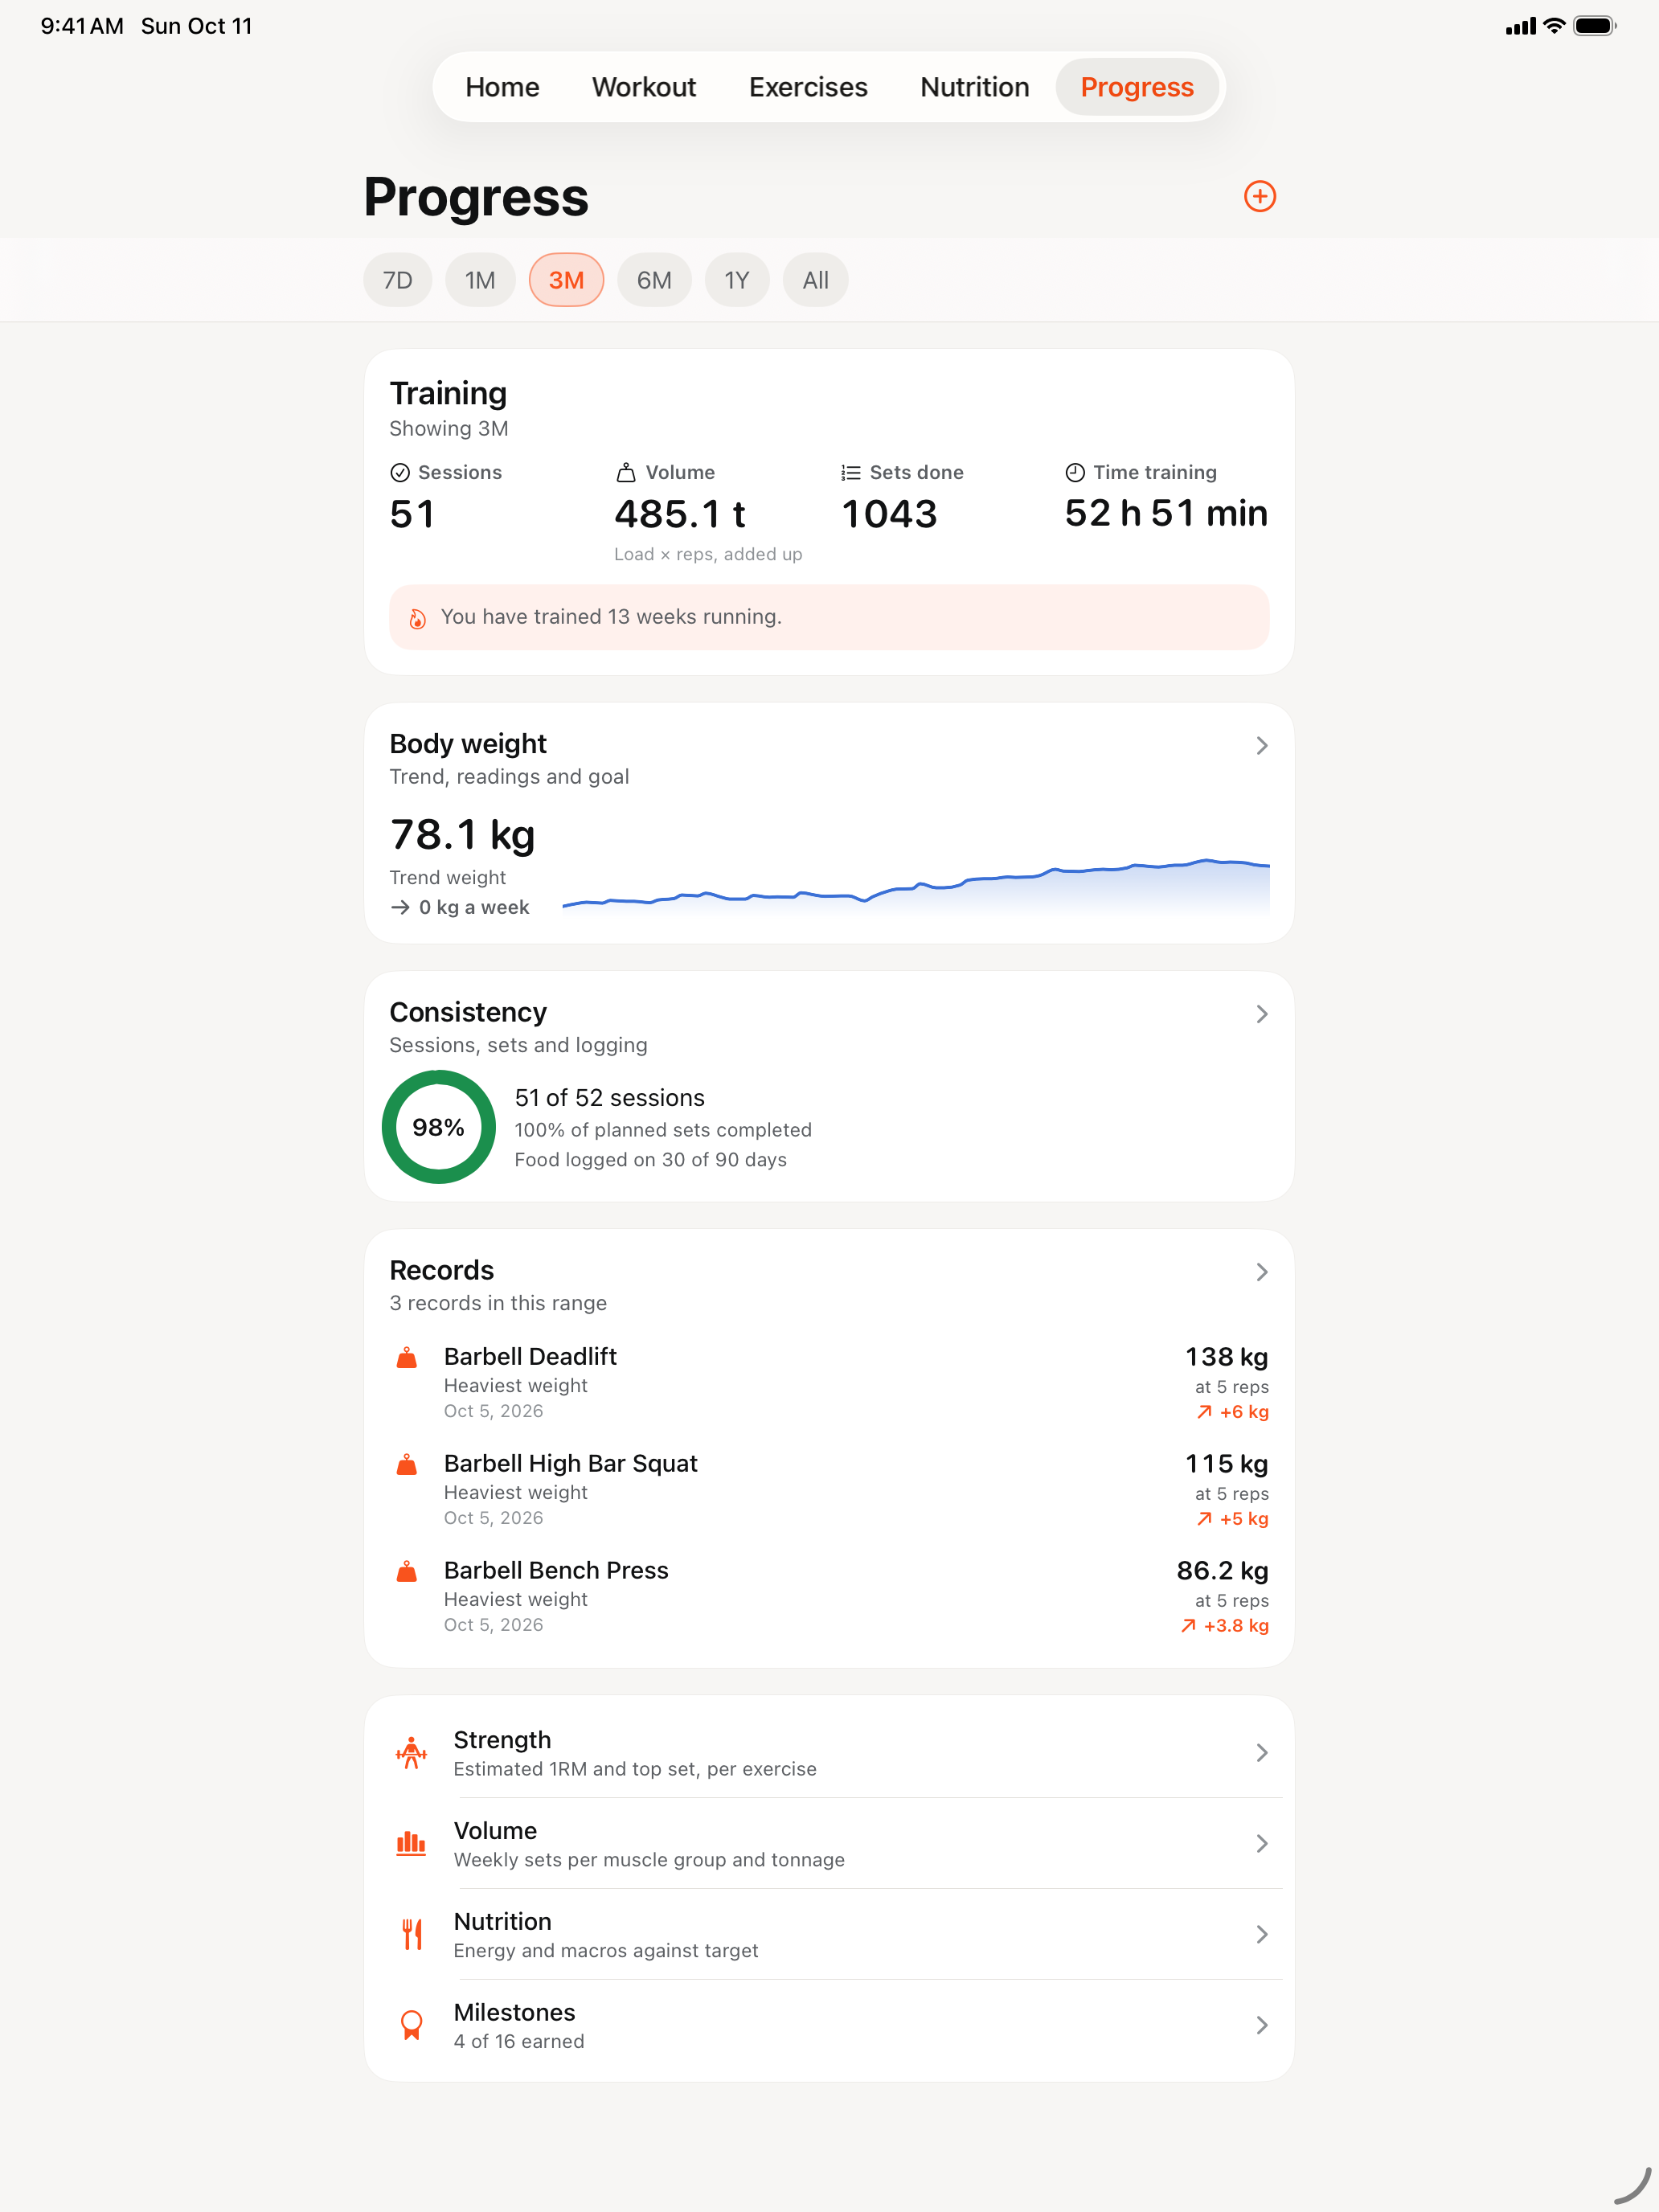 9:41 AM Sun Oct 11
Home Workout Exercises Nutrition Progress
Progress
7D 1M 3M 6M 1Y All
Training
Showing 3M
Sessions Volume Sets done Time training
51 485.1 t 1043 52 h 51 min
Load × reps, added up
You have trained 13 weeks running.
Body weight
Trend, readings and goal
78.1 kg
Trend weight
→ 0 kg a week
Consistency
Sessions, sets and logging
98%
51 of 52 sessions
100% of planned sets completed
Food logged on 30 of 90 days
Records
3 records in this range
Barbell Deadlift 138 kg
Heaviest weight at 5 reps
Oct 5, 2026 ↗ +6 kg
Barbell High Bar Squat 115 kg
Heaviest weight at 5 reps
Oct 5, 2026 ↗ +5 kg
Barbell Bench Press 86.2 kg
Heaviest weight at 5 reps
Oct 5, 2026 ↗ +3.8 kg
Strength
Estimated 1RM and top set, per exercise
Volume
Weekly sets per muscle group and tonnage
Nutrition
Energy and macros against target
Milestones
4 of 16 earned